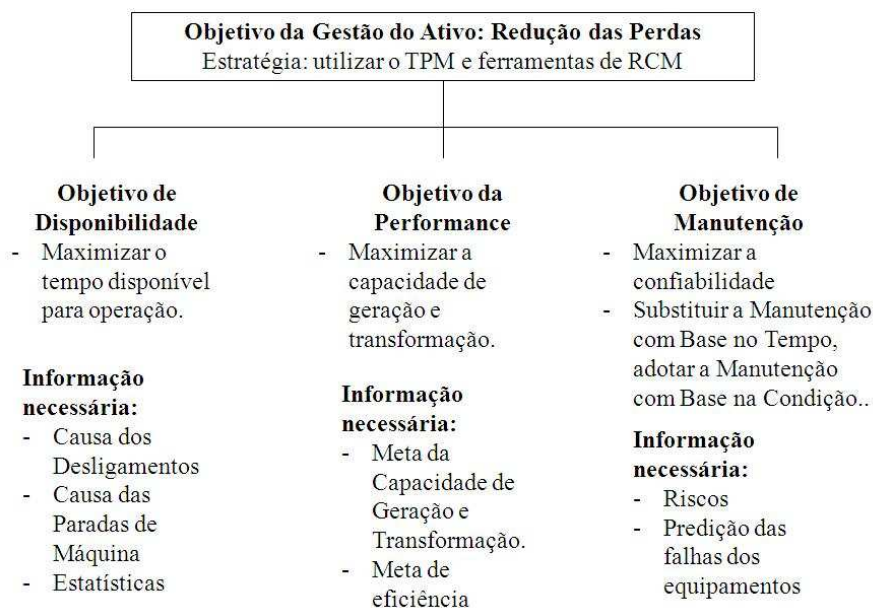 Objetivo da Gestão do Ativo: Redução das Perdas
Estratégia: utilizar o TPM e ferramentas de RCM
Objetivo de
Disponibilidade
- Maximizar o
tempo disponível
para operação.
Informação
necessária:
- Causa dos
Desligamentos
- Causa das
Paradas de
Máquina
- Estatísticas
Objetivo da
Performance
- Maximizar a
capacidade de
geração e
transformação.
Informação
necessária:
- Meta da
Capacidade de
Geração e
Transformação.
- Meta de
eficiência
Objetivo de
Manutenção
- Maximizar a
confiabilidade
- Substituir a Manutenção
com Base no Tempo,
adotar a Manutenção
com Base na Condição..
Informação
necessária:
- Riscos
- Predição das
falhas dos
equipamentos